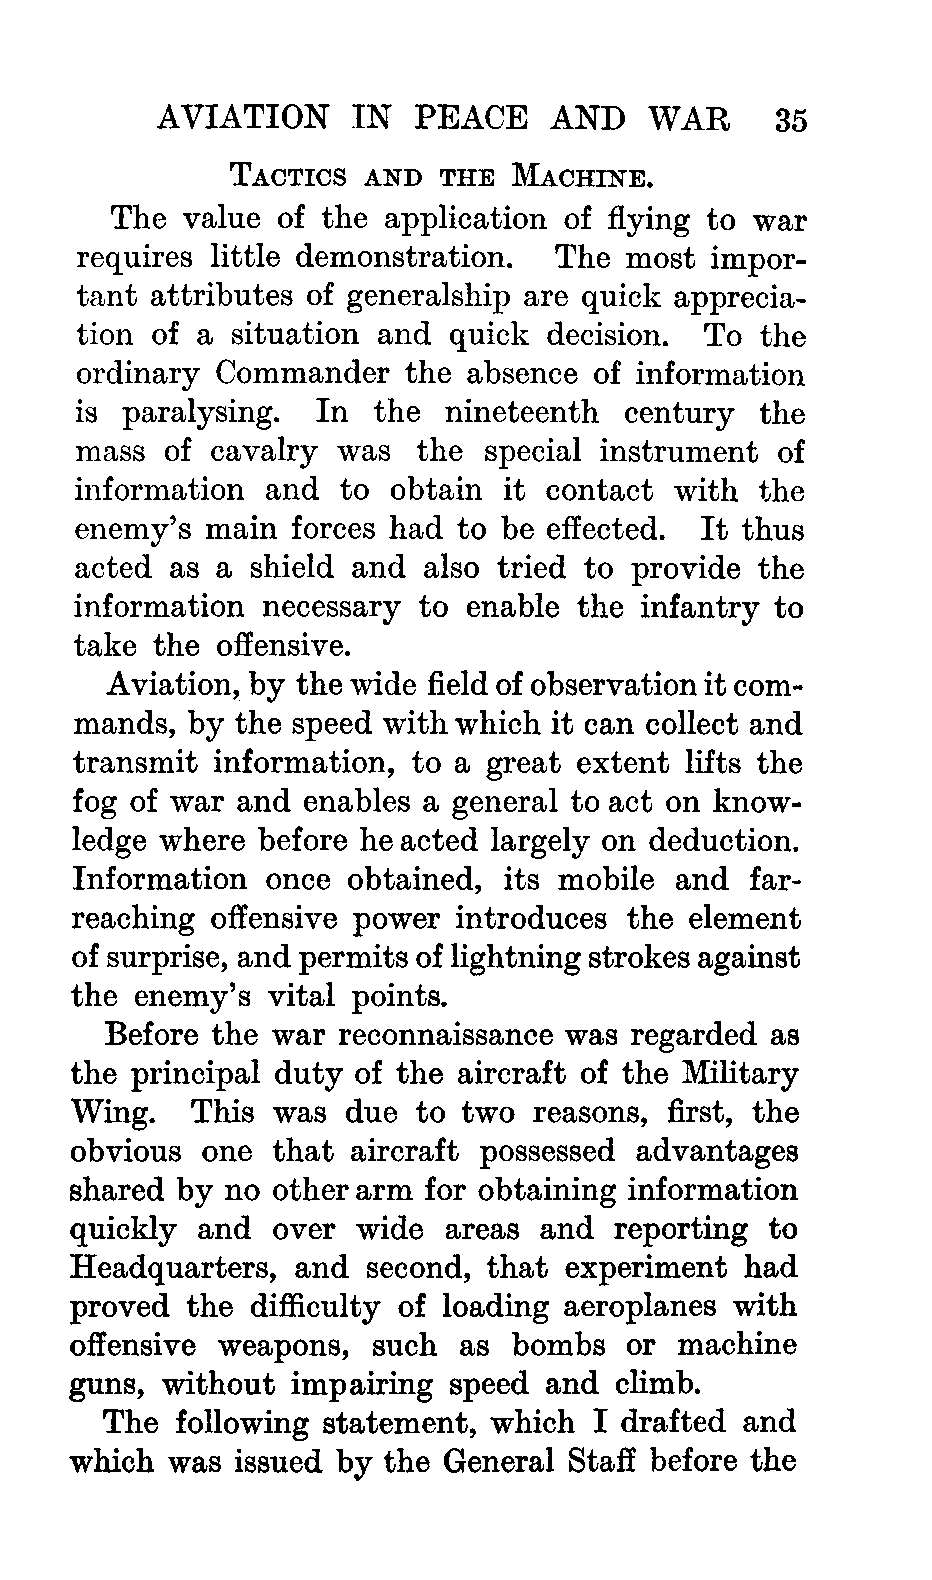 AVIATION IN PEACE AND WAR 35
TACTICS AND THE MACHINE.
The value of the application of flying to war
requires little demonstration. The most impor-
tant attributes of generalship are quick apprecia-
tion of a situation and quick decision. To the
ordinary Commander the absence of information
is paralysing. In the nineteenth century the
mass of cavalry was the special instrument of
information and to obtain it contact with the
enemy's main forces had to be effected. It thus
acted as a shield and also tried to provide the
information necessary to enable the infantry to
take the offensive.
Aviation, by the wide field of observation it com-
mands, by the speed with which it can collect and
transmit information, to a great extent lifts the
fog of war and enables a general to act on know-
ledge where before he acted largely on deduction.
Information once obtained, its mobile and far-
reaching offensive power introduces the element
of surprise, and permits of lightning strokes against
the enemy's vital points.
Before the war reconnaissance was regarded as
the principal duty of the aircraft of the Military
Wing. This was due to two reasons, first, the
obvious one that aircraft possessed advantages
shared by no other arm for obtaining information
quickly and over wide areas and reporting to
Headquarters, and second, that experiment had
proved the difficulty of loading aeroplanes with
offensive weapons, such as bombs or machine
guns, without impairing speed and climb.
The following statement, which I drafted and
which was issued by the General Staff before the